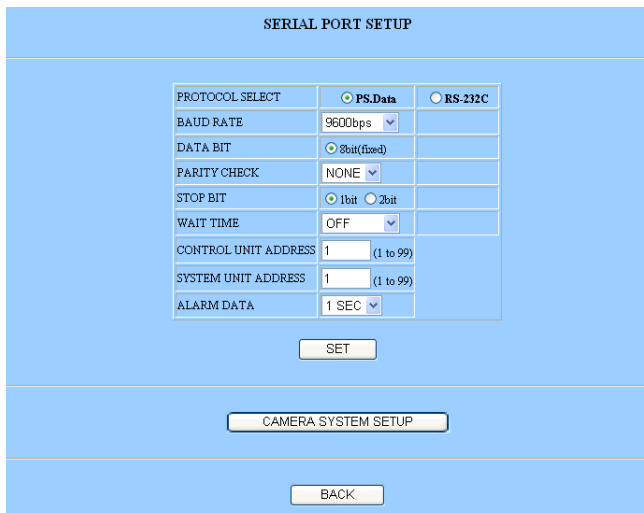 SERIAL PORT SETUP
PROTOCOL SELECT PS.Data RS-232C
BAUD RATE 9600bps
DATA BIT 8bit(fixed)
PARITY CHECK NONE
STOP BIT 1bit 2bit
WAIT TIME OFF
CONTROL UNIT ADDRESS 1 (1 to 99)
SYSTEM UNIT ADDRESS 1 (1 to 99)
ALARM DATA 1 SEC
SET
CAMERA SYSTEM SETUP
BACK